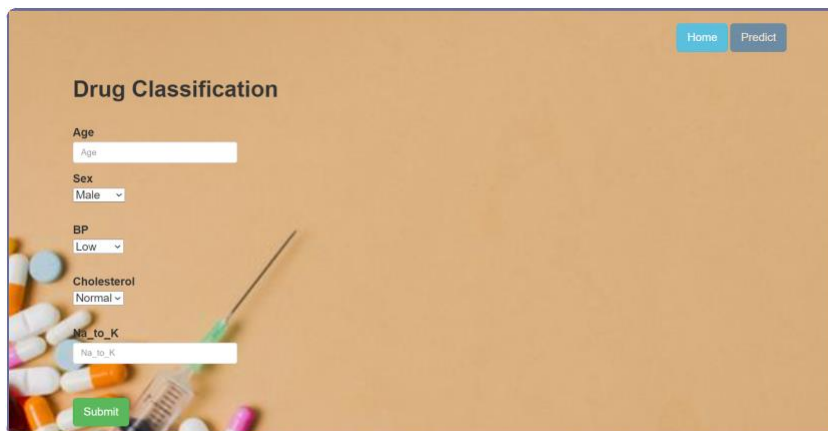 Home Predict
Drug Classification
Age
Age
Sex
Male
BP
Low
Cholesterol
Normal
Na_to_K
Na_to_K
Submit